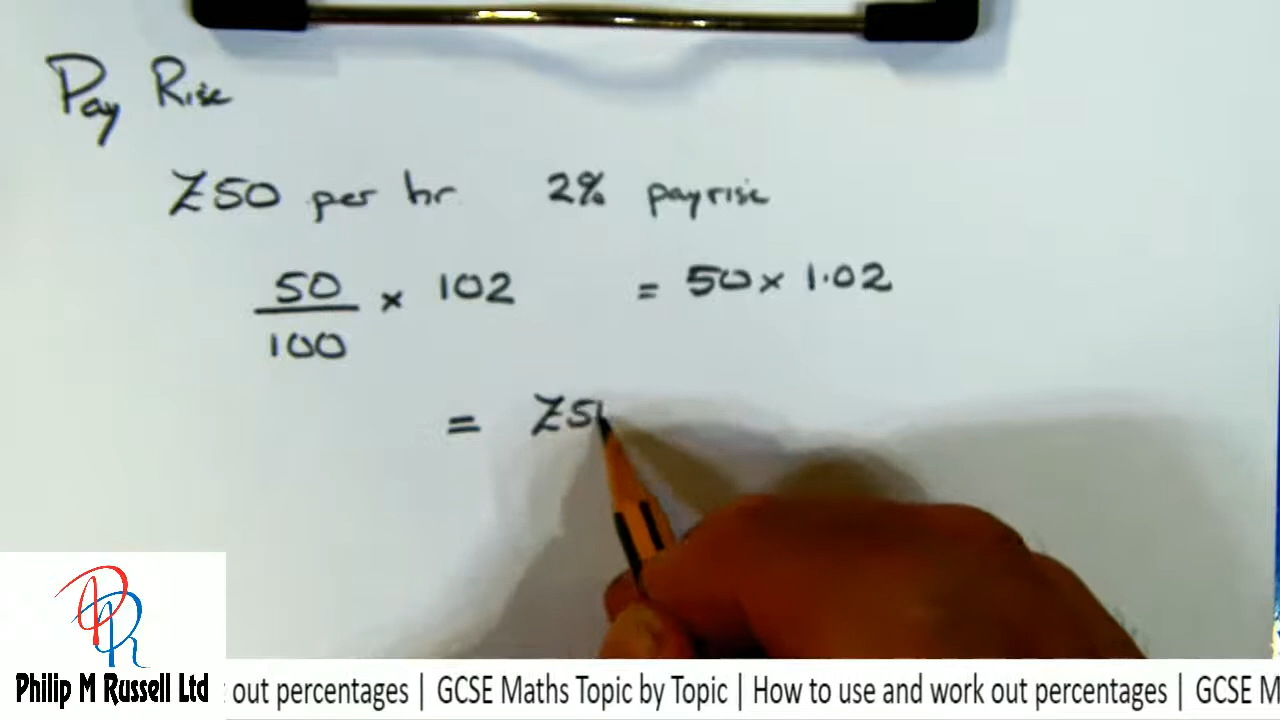 Pay Rise
Z50 per hr 2% payrise
50/100 × 102 = 50 × 1.02
= Z51
Philip M Russell Ltd
out percentages | GCSE Maths Topic by Topic | How to use and work out percentages | GCSE M